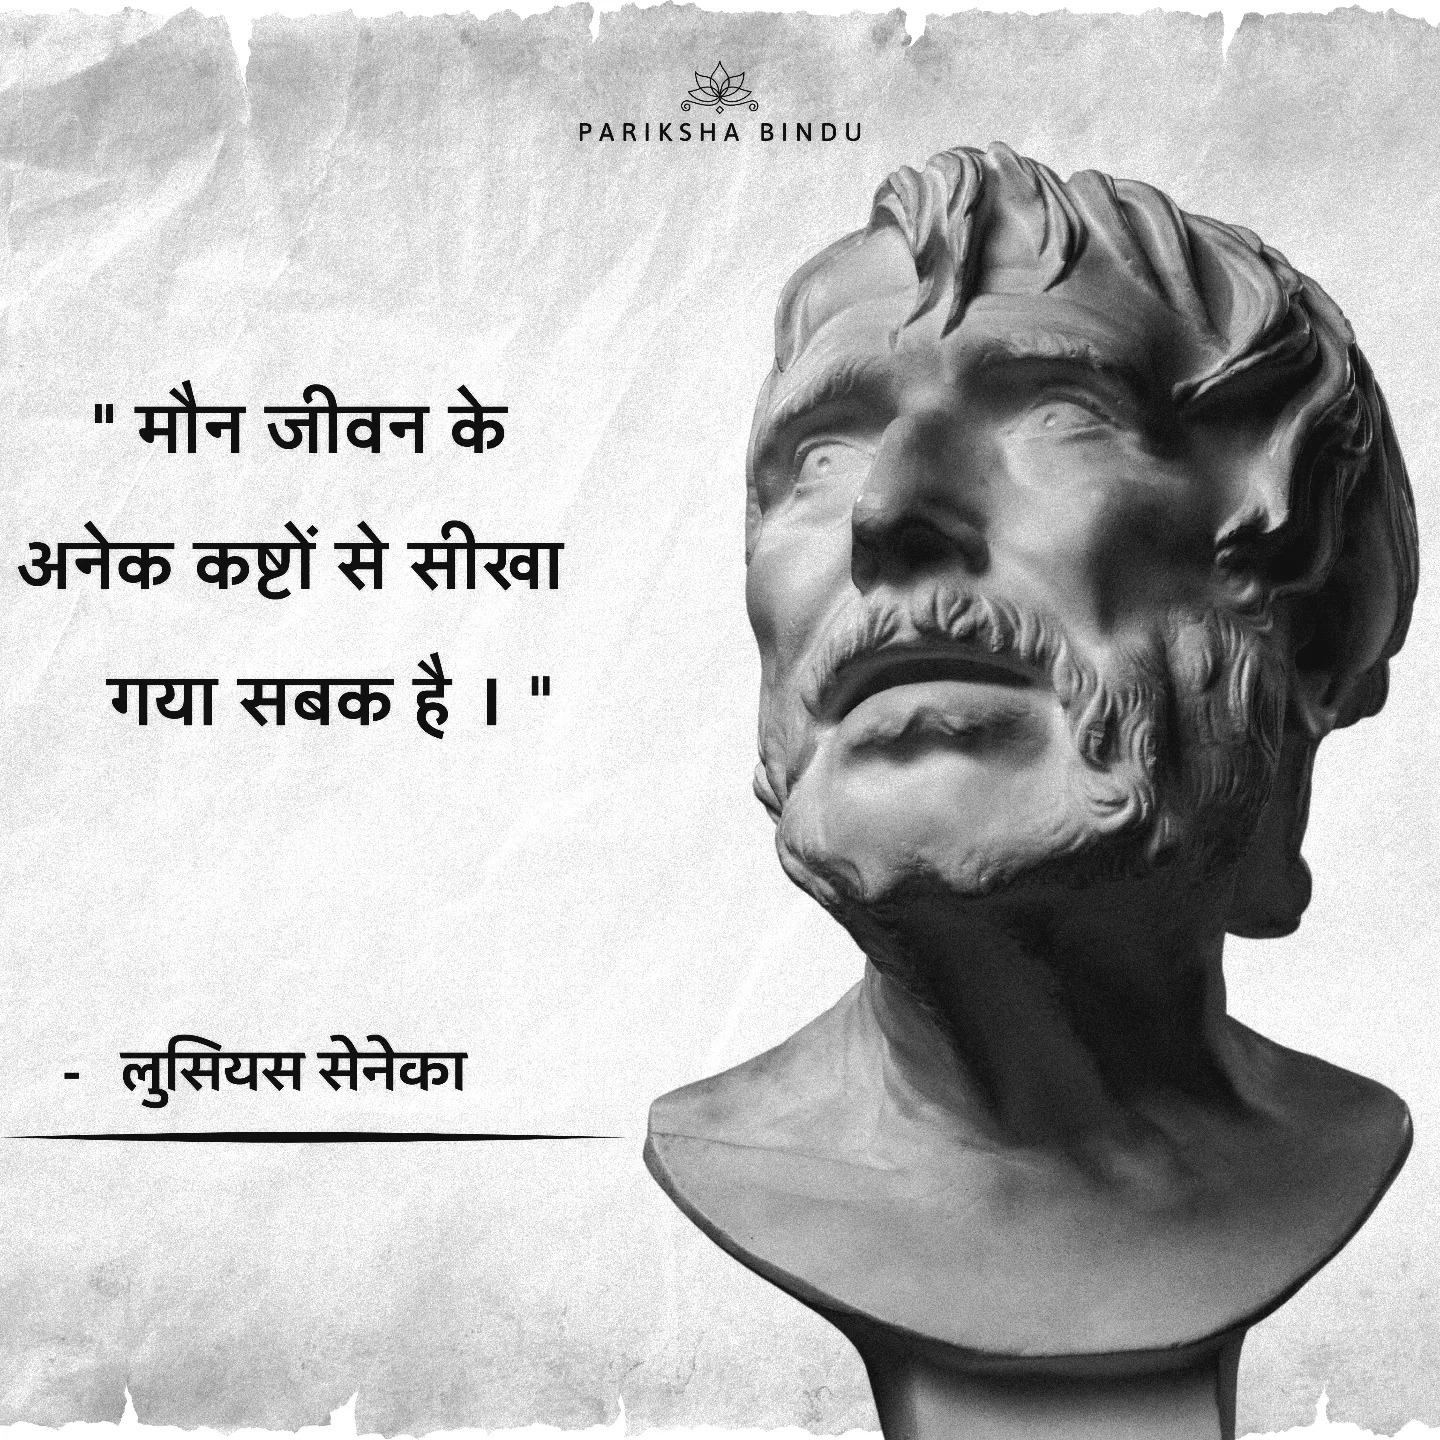 PARIKSHA BINDU
" मौन जीवन के
अनेक कष्टों से सीखा
गया सबक है । "
- लुसियस सेनेका